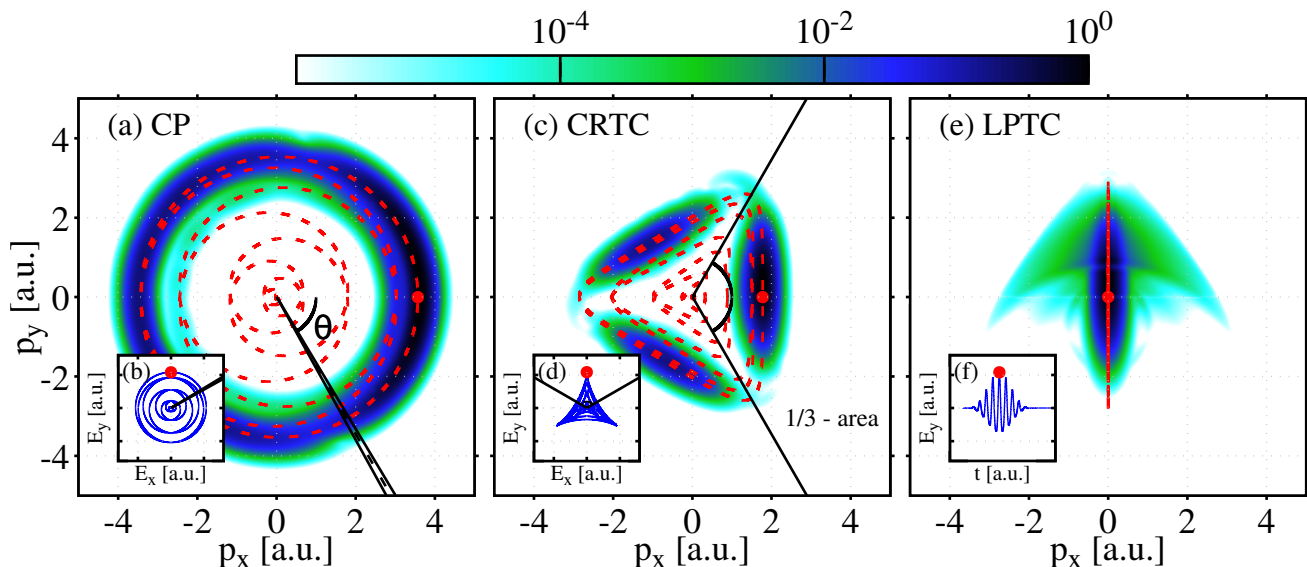 10⁻⁴ 10⁻² 10⁰
(a) CP (c) CRTC (e) LPTC
4
2
0
-2
-4
p_y [a.u.]
θ
1/3 - area
(b) (d) (f)
E_y [a.u.] E_y [a.u.] E_y [a.u.]
E_x [a.u.] E_x [a.u.] t [a.u.]
-4 -2 0 2 4 -4 -2 0 2 4 -4 -2 0 2 4
p_x [a.u.] p_x [a.u.] p_x [a.u.]